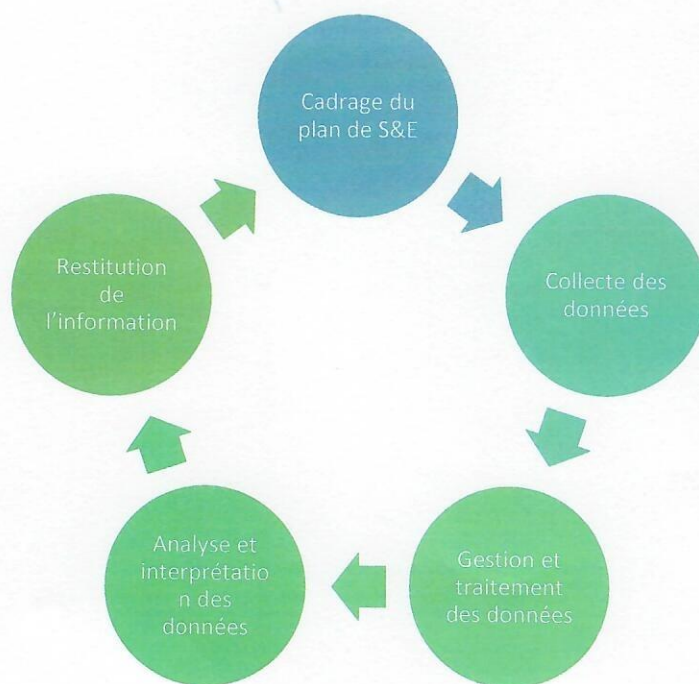 Cadrage du
plan de S&E
Collecte des
données
Gestion et
traitement
des données
Analyse et
interprétatio
n des
données
Restitution
de
l'information